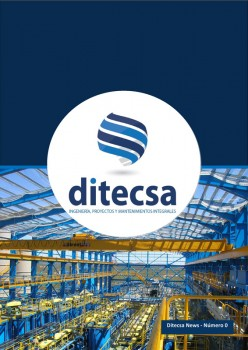 ditecsa
INGENIERÍA, PROYECTOS Y MANTENIMIENTOS INTEGRALES
Ditecsa News - Número 0